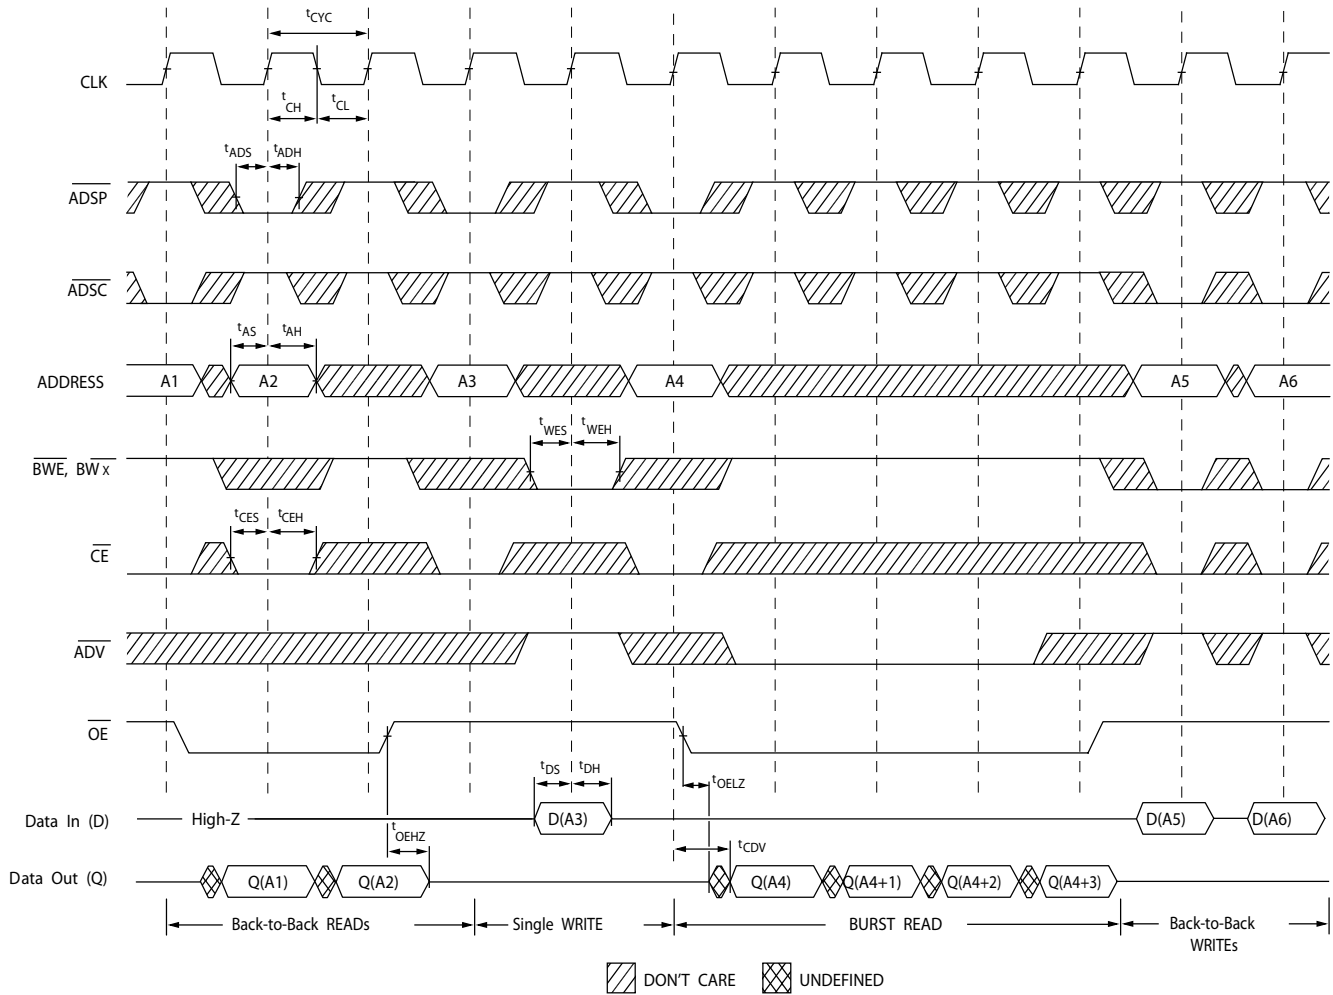 tCYC
CLK
tCH
tCL
tADS
tADH
ADSP
ADSC
tAS
tAH
ADDRESS
A1
A2
A3
A4
A5
A6
tWES
tWEH
BWE, BWX
tCES
tCEH
CE
ADV
OE
tDS
tDH
tOELZ
Data In (D)
High-Z
D(A3)
D(A5)
D(A6)
tOEHZ
tCDV
Data Out (Q)
Q(A1)
Q(A2)
Q(A4)
Q(A4+1)
Q(A4+2)
Q(A4+3)
Back-to-Back READs
Single WRITE
BURST READ
Back-to-Back
WRITEs
DON'T CARE
UNDEFINED